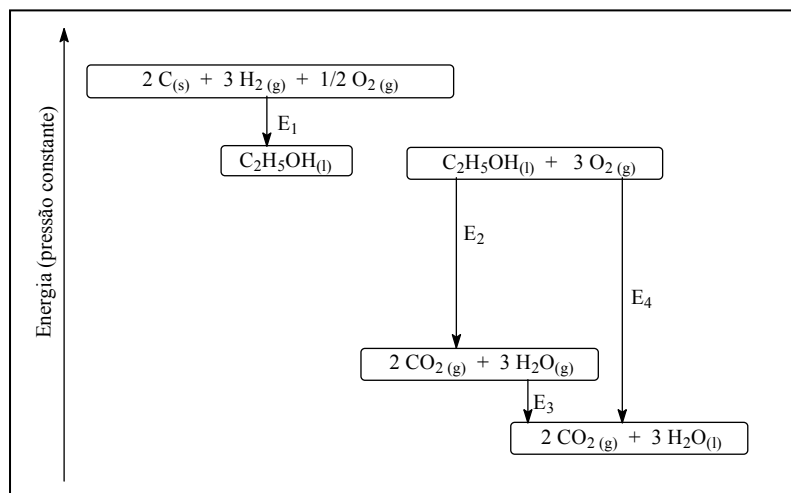 2 C(s) + 3 H2 (g) + 1/2 O2 (g)
E1
C2H5OH(l)
C2H5OH(l) + 3 O2 (g)
E2
E4
2 CO2 (g) + 3 H2O(g)
E3
2 CO2 (g) + 3 H2O(l)
Energia (pressão constante)